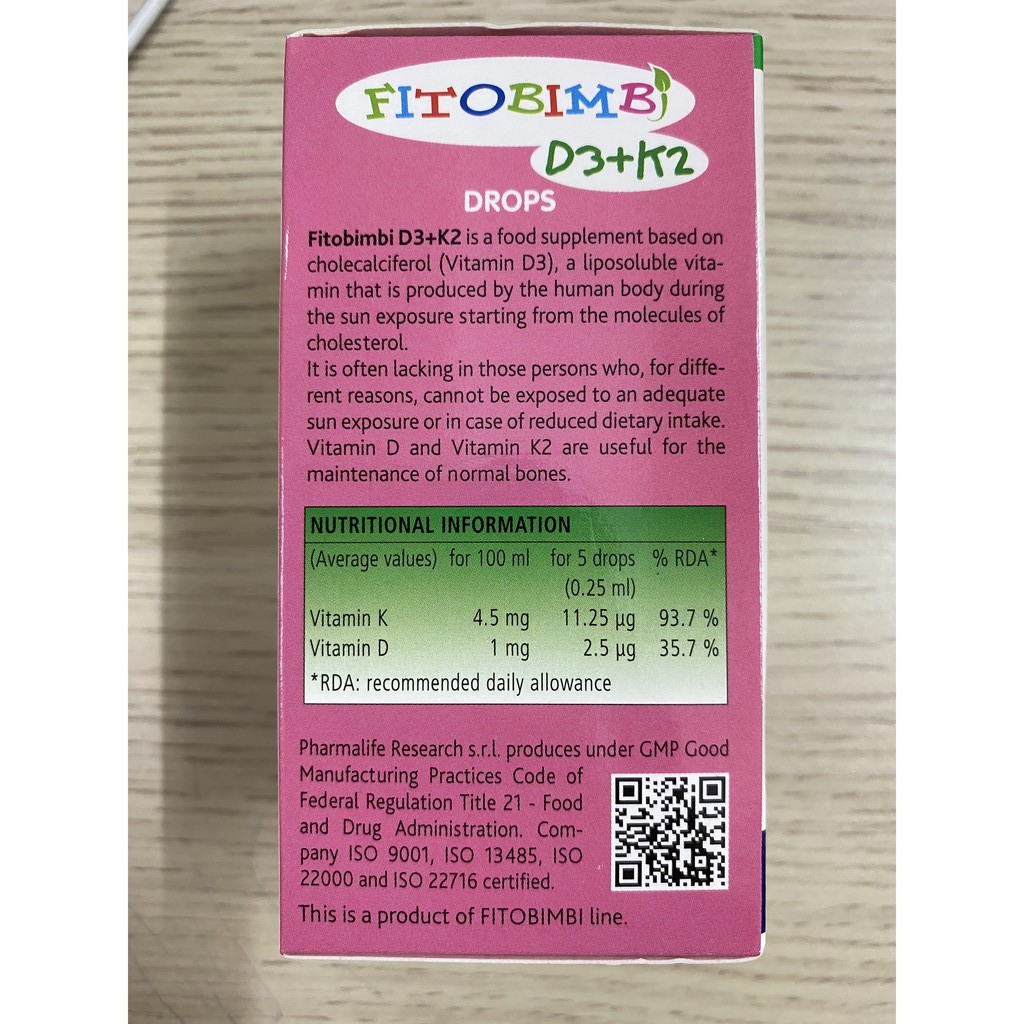 FITOBIMBi
D3+K2
DROPS
Fitobimbi D3+K2 is a food supplement based on
cholecalciferol (Vitamin D3), a liposoluble vita-
min that is produced by the human body during
the sun exposure starting from the molecules of
cholesterol.
It is often lacking in those persons who, for diffe-
rent reasons, cannot be exposed to an adequate
sun exposure or in case of reduced dietary intake.
Vitamin D and Vitamin K2 are useful for the
maintenance of normal bones.
NUTRITIONAL INFORMATION
(Average values) for 100 ml for 5 drops % RDA*
(0.25 ml)
Vitamin K 4.5 mg 11.25 µg 93.7 %
Vitamin D 1 mg 2.5 µg 35.7 %
*RDA: recommended daily allowance
Pharmalife Research s.r.l. produces under GMP Good
Manufacturing Practices Code of
Federal Regulation Title 21 - Food
and Drug Administration. Com-
pany ISO 9001, ISO 13485, ISO
22000 and ISO 22716 certified.
This is a product of FITOBIMBI line.